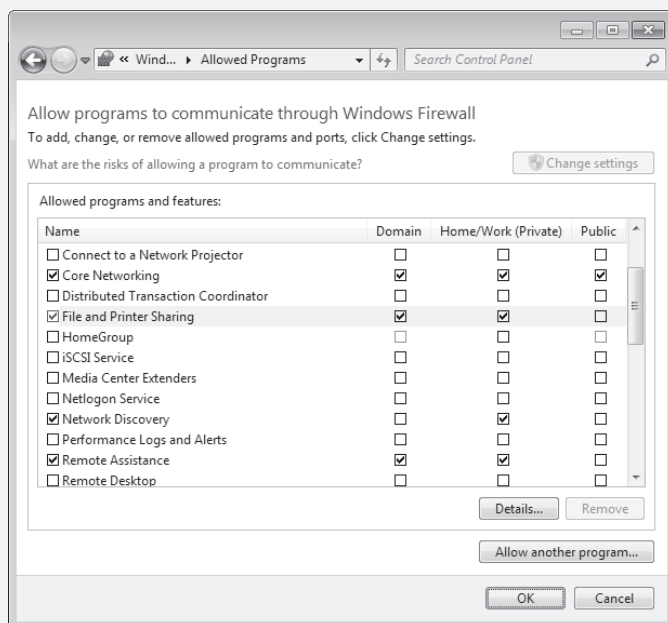 « Wind... ▸ Allowed Programs Search Control Panel
Allow programs to communicate through Windows Firewall
To add, change, or remove allowed programs and ports, click Change settings.
What are the risks of allowing a program to communicate? Change settings
Allowed programs and features:
Name Domain Home/Work (Private) Public
Connect to a Network Projector
Core Networking
Distributed Transaction Coordinator
File and Printer Sharing
HomeGroup
iSCSI Service
Media Center Extenders
Netlogon Service
Network Discovery
Performance Logs and Alerts
Remote Assistance
Remote Desktop
Details... Remove
Allow another program...
OK Cancel